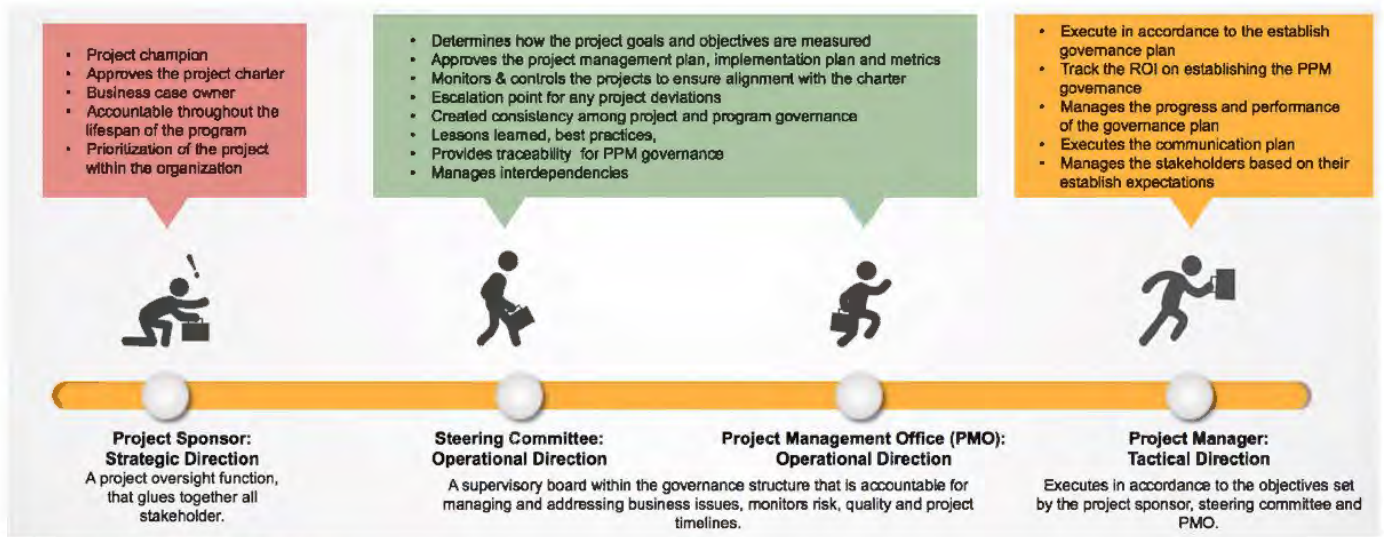 • Project champion
• Approves the project charter
• Business case owner
• Accountable throughout the
lifespan of the program
• Prioritization of the project
within the organization
• Determines how the project goals and objectives are measured
• Approves the project management plan, implementation plan and metrics
• Monitors & controls the projects to ensure alignment with the charter
• Escalation point for any project deviations
• Created consistency among project and program governance
• Lessons learned, best practices,
• Provides traceability for PPM governance
• Manages interdependencies
• Execute in accordance to the establish
governance plan
• Track the ROI on establishing the PPM
governance
• Manages the progress and performance
of the governance plan
• Executes the communication plan
• Manages the stakeholders based on their
establish expectations
!
Project Sponsor:
Strategic Direction
A project oversight function,
that glues together all
stakeholder.
Steering Committee:
Operational Direction
Project Management Office (PMO):
Operational Direction
A supervisory board within the governance structure that is accountable for
managing and addressing business issues, monitors risk, quality and project
timelines.
Project Manager:
Tactical Direction
Executes in accordance to the objectives set
by the project sponsor, steering committee and
PMO.